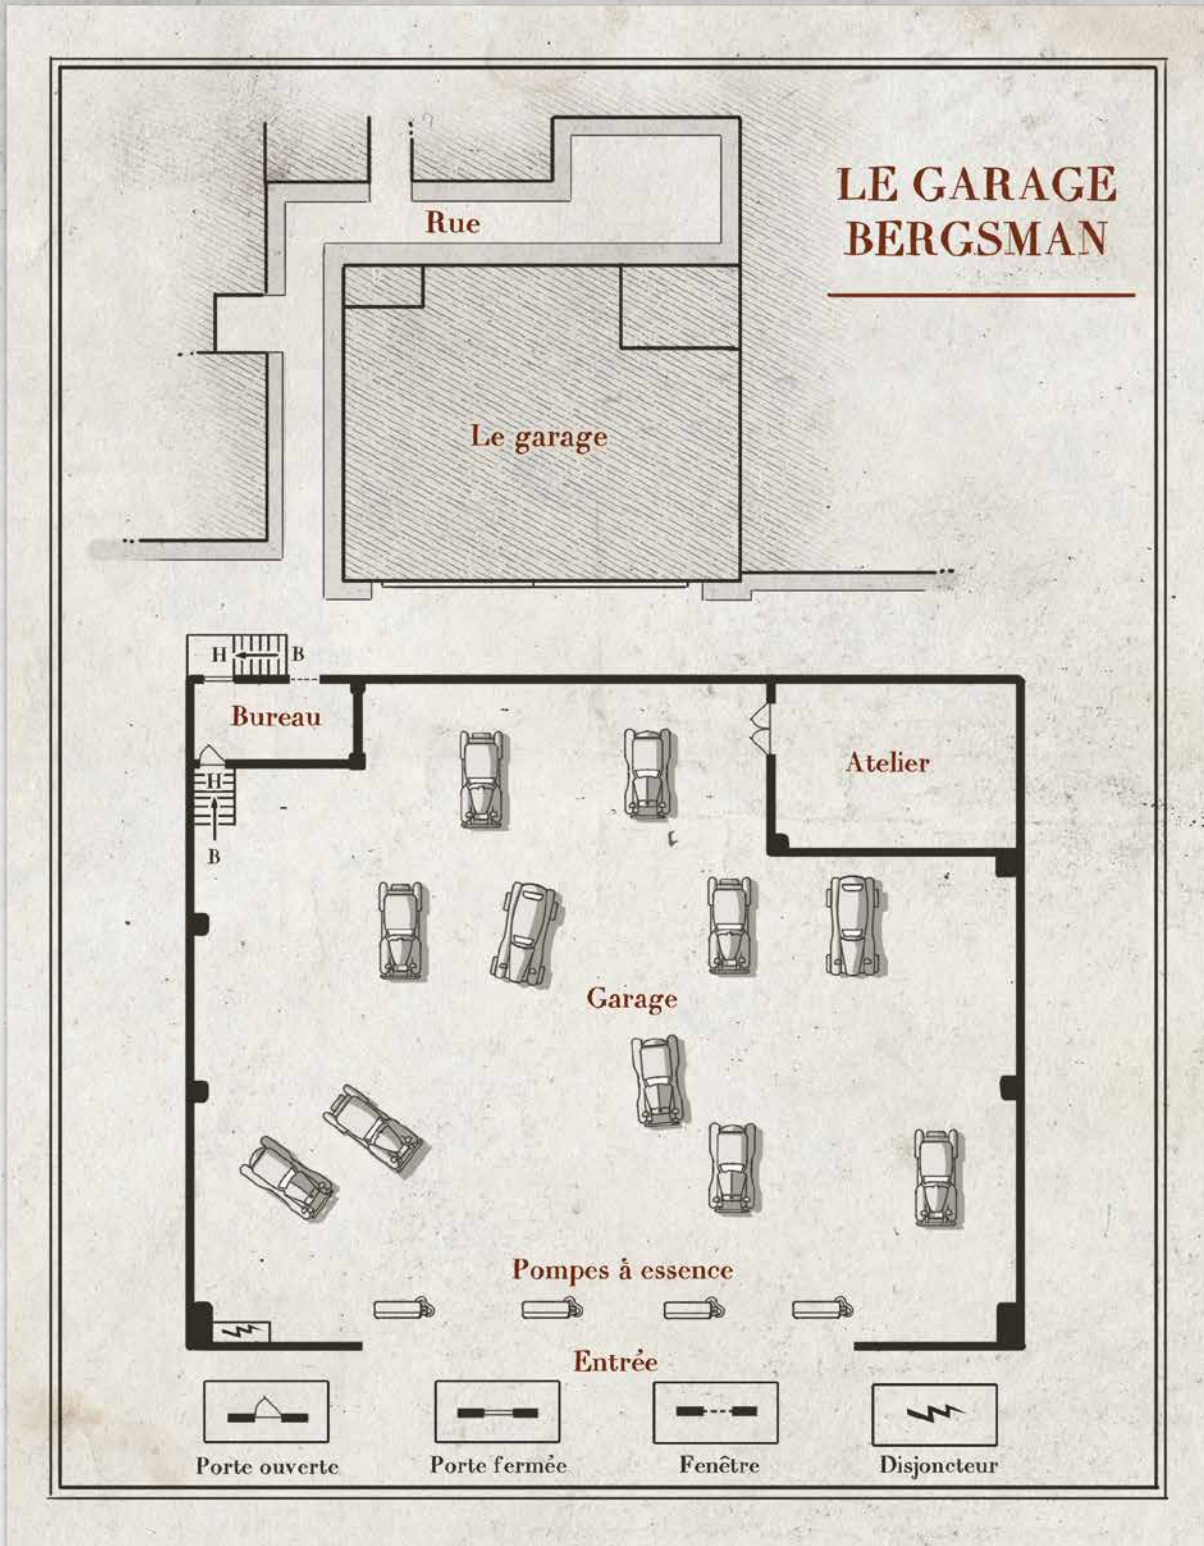 LE GARAGE
BERGSMAN
Rue
Le garage
H B
Bureau
H
B
Atelier
Garage
Pompes à essence
Entrée
Porte ouverte
Porte fermée
Fenêtre
Disjoncteur